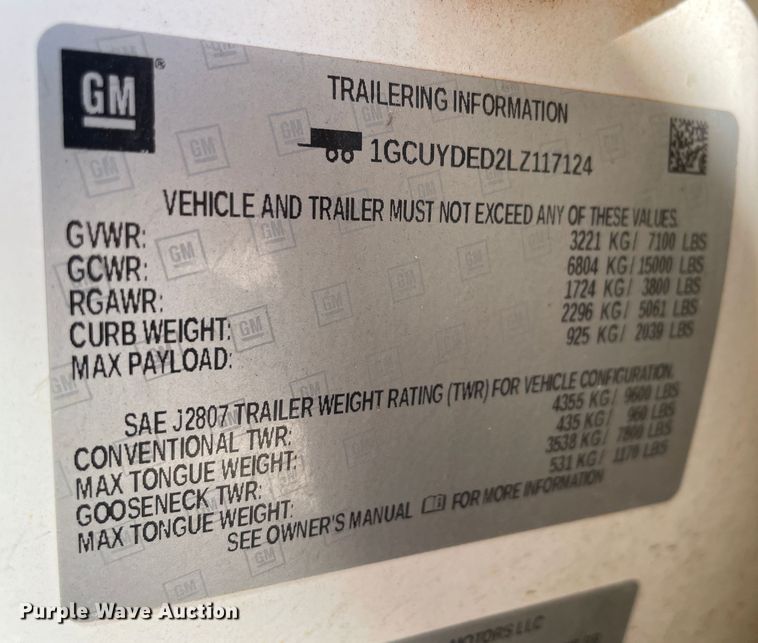 GM®
TRAILERING INFORMATION
1GCUYDED2LZ117124
VEHICLE AND TRAILER MUST NOT EXCEED ANY OF THESE VALUES.
GVWR: 3221 KG/ 7100 LBS
GCWR: 6804 KG/15000 LBS
RGAWR: 1724 KG/ 3800 LBS
CURB WEIGHT: 2296 KG/ 5061 LBS
MAX PAYLOAD: 925 KG/ 2039 LBS
SAE J2807 TRAILER WEIGHT RATING (TWR) FOR VEHICLE CONFIGURATION.
CONVENTIONAL TWR: 4355 KG/ 9600 LBS
MAX TONGUE WEIGHT: 435 KG/ 960 LBS
GOOSENECK TWR: 3538 KG/ 7800 LBS
MAX TONGUE WEIGHT: 531 KG/ 1170 LBS
SEE OWNER'S MANUAL FOR MORE INFORMATION
MOTORS LLC
Purple Wave Auction